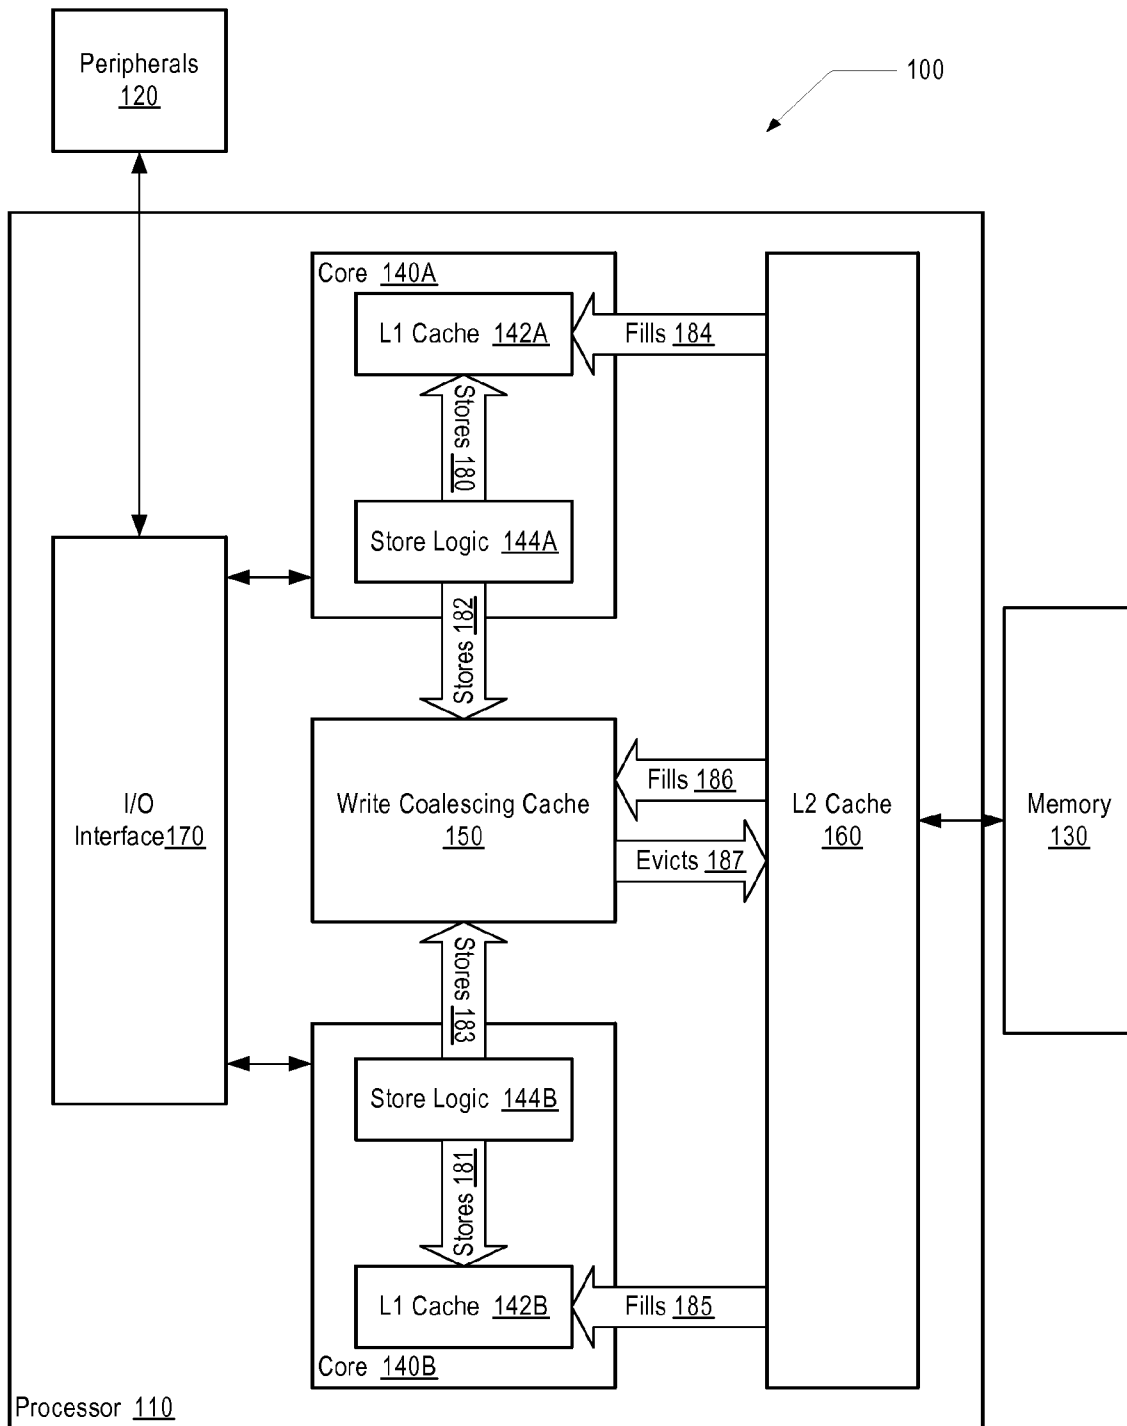 Peripherals
120
100
Core 140A
L1 Cache 142A
Fills 184
Stores 180
Store Logic 144A
Stores 182
I/O
Interface170
Write Coalescing Cache
150
Fills 186
Evicts 187
L2 Cache
160
Memory
130
Stores 183
Store Logic 144B
Stores 181
L1 Cache 142B
Fills 185
Core 140B
Processor 110